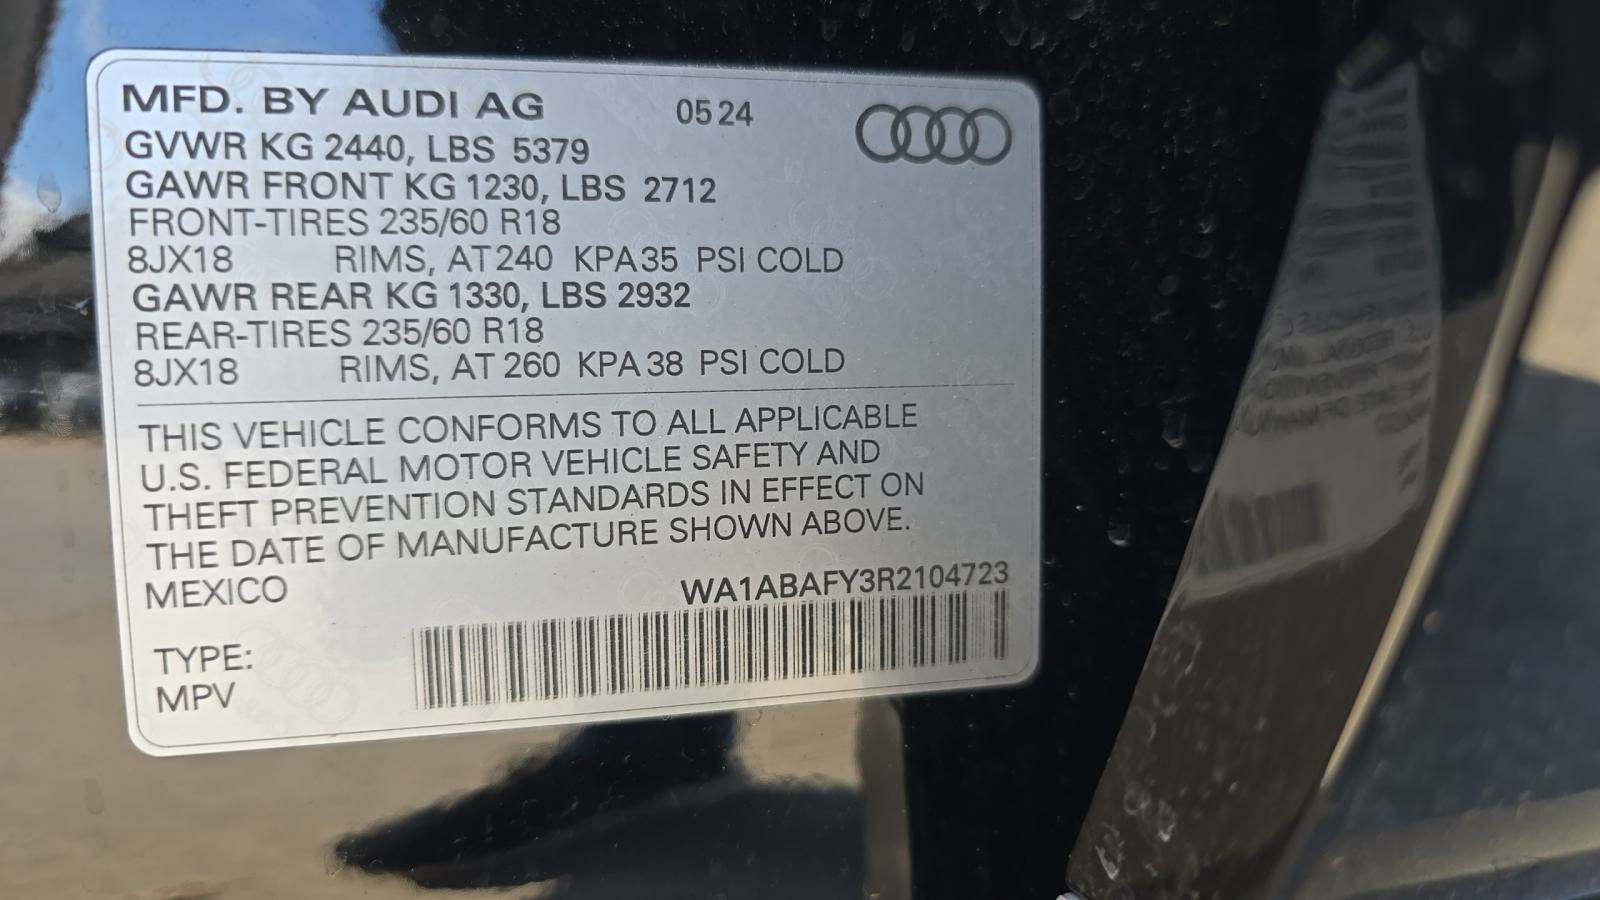 MFD. BY AUDI AG 05 24
GVWR KG 2440, LBS 5379
GAWR FRONT KG 1230, LBS 2712
FRONT-TIRES 235/60 R18
8JX18 RIMS, AT 240 KPA 35 PSI COLD
GAWR REAR KG 1330, LBS 2932
REAR-TIRES 235/60 R18
8JX18 RIMS, AT 260 KPA 38 PSI COLD
THIS VEHICLE CONFORMS TO ALL APPLICABLE
U.S. FEDERAL MOTOR VEHICLE SAFETY AND
THEFT PREVENTION STANDARDS IN EFFECT ON
THE DATE OF MANUFACTURE SHOWN ABOVE.
MEXICO WA1ABAFY3R2104723
TYPE:
MPV